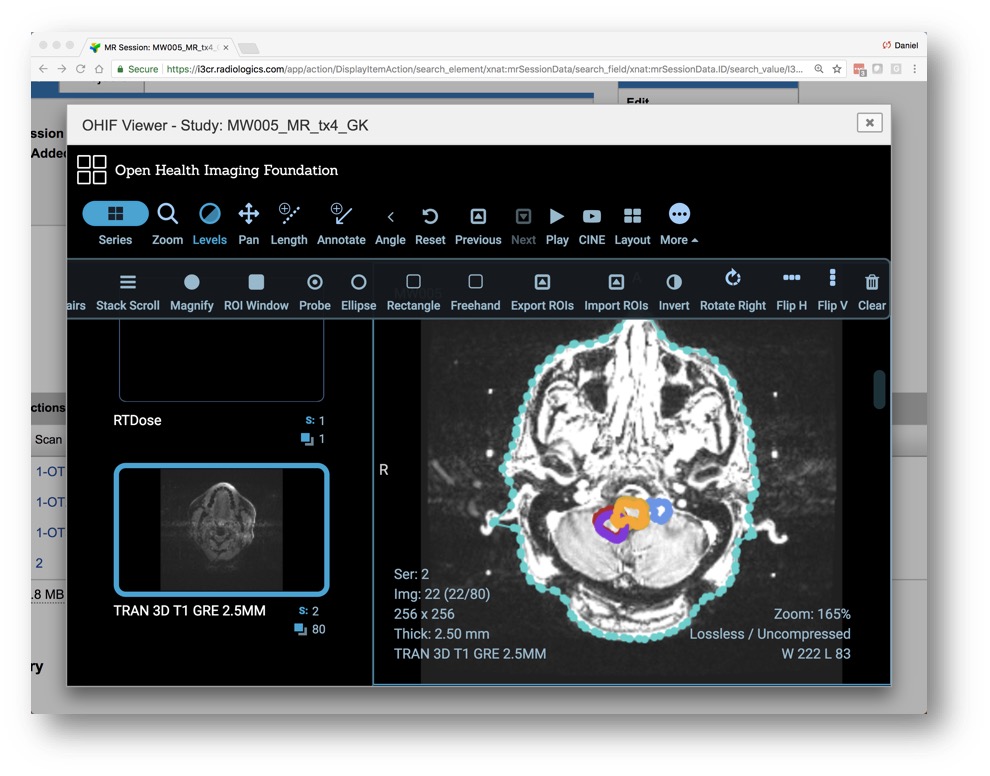 MR Session: MW005_MR_tx4_
Daniel
Secure https://i3cr.radiologics.com/app/action/DisplayItemAction/search_element/xnat:mrSessionData/search_field/xnat:mrSessionData.ID/search_value/I3...
Edit
ssion
Adde
OHIF Viewer - Study: MW005_MR_tx4_GK
Open Health Imaging Foundation
Series Zoom Levels Pan Length Annotate Angle Reset Previous Next Play CINE Layout More
airs Stack Scroll Magnify ROI Window Probe Ellipse Rectangle Freehand Export ROIs Import ROIs Invert Rotate Right Flip H Flip V Clear
RTDose S: 1
1
R
ctions
Scan
1-OT
1-OT
1-OT
2
.8 MB
ry
TRAN 3D T1 GRE 2.5MM S: 2
80
Ser: 2
Img: 22 (22/80)
256 x 256
Thick: 2.50 mm
TRAN 3D T1 GRE 2.5MM
Zoom: 165%
Lossless / Uncompressed
W 222 L 83